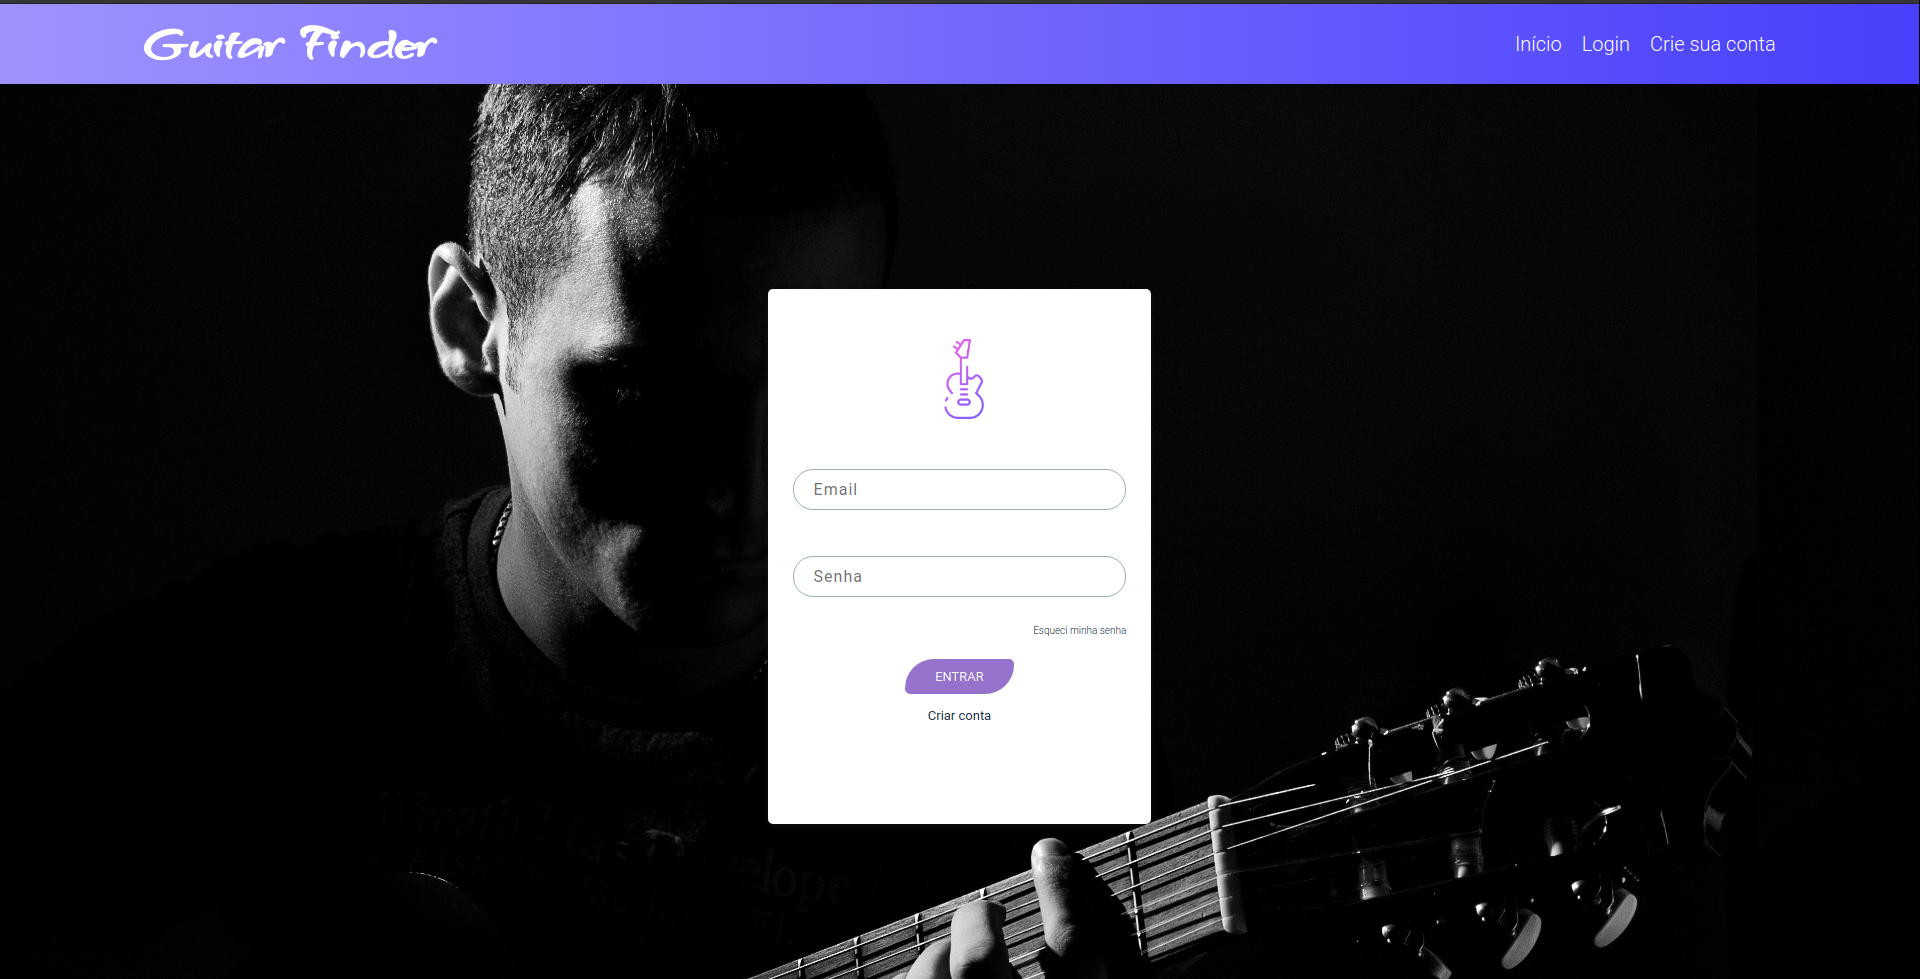 Guitar Finder
Início Login Crie sua conta
Email
Senha
Esqueci minha senha
ENTRAR
Criar conta